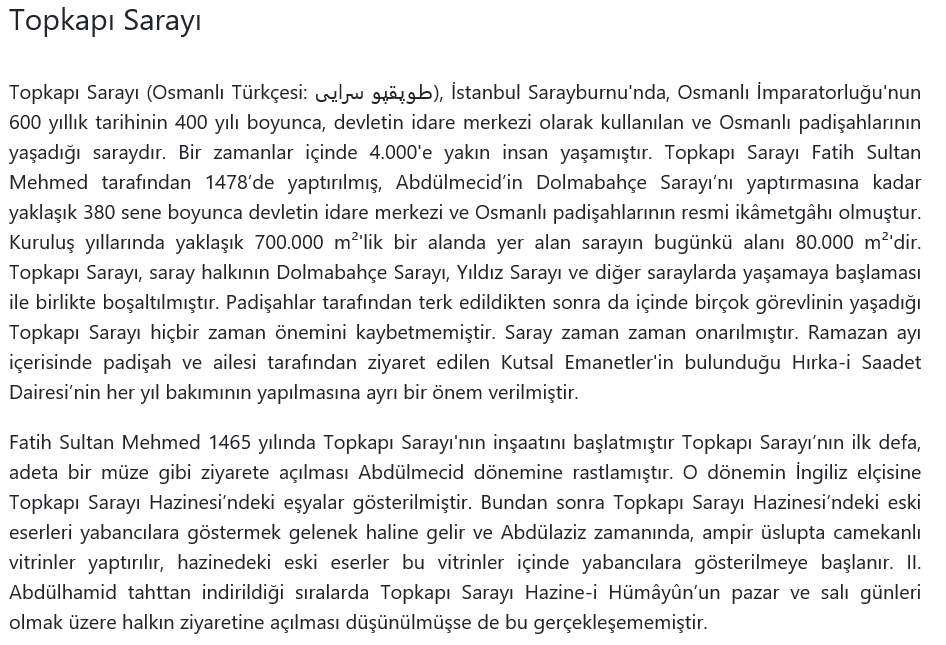 Topkapı Sarayı
Topkapı Sarayı (Osmanlı Türkçesi: طوپقپو سرايى), İstanbul Sarayburnu'nda, Osmanlı İmparatorluğu'nun
600 yıllık tarihinin 400 yılı boyunca, devletin idare merkezi olarak kullanılan ve Osmanlı padişahlarının
yaşadığı saraydır. Bir zamanlar içinde 4.000'e yakın insan yaşamıştır. Topkapı Sarayı Fatih Sultan
Mehmed tarafından 1478’de yaptırılmış, Abdülmecid’in Dolmabahçe Sarayı’nı yaptırmasına kadar
yaklaşık 380 sene boyunca devletin idare merkezi ve Osmanlı padişahlarının resmi ikâmetgâhı olmuştur.
Kuruluş yıllarında yaklaşık 700.000 m²'lik bir alanda yer alan sarayın bugünkü alanı 80.000 m²'dir.
Topkapı Sarayı, saray halkının Dolmabahçe Sarayı, Yıldız Sarayı ve diğer saraylarda yaşamaya başlaması
ile birlikte boşaltılmıştır. Padişahlar tarafından terk edildikten sonra da içinde birçok görevlinin yaşadığı
Topkapı Sarayı hiçbir zaman önemini kaybetmemiştir. Saray zaman zaman onarılmıştır. Ramazan ayı
içerisinde padişah ve ailesi tarafından ziyaret edilen Kutsal Emanetler'in bulunduğu Hırka-i Saadet
Dairesi’nin her yıl bakımının yapılmasına ayrı bir önem verilmiştir.
Fatih Sultan Mehmed 1465 yılında Topkapı Sarayı'nın inşaatını başlatmıştır Topkapı Sarayı’nın ilk defa,
adeta bir müze gibi ziyarete açılması Abdülmecid dönemine rastlamıştır. O dönemin İngiliz elçisine
Topkapı Sarayı Hazinesi’ndeki eşyalar gösterilmiştir. Bundan sonra Topkapı Sarayı Hazinesi’ndeki eski
eserleri yabancılara göstermek gelenek haline gelir ve Abdülaziz zamanında, ampir üslupta camekanlı
vitrinler yaptırılır, hazinedeki eski eserler bu vitrinler içinde yabancılara gösterilmeye başlanır. II.
Abdülhamid tahttan indirildiği sıralarda Topkapı Sarayı Hazine-i Hümâyûn’un pazar ve salı günleri
olmak üzere halkın ziyaretine açılması düşünülmüşse de bu gerçekleşememiştir.